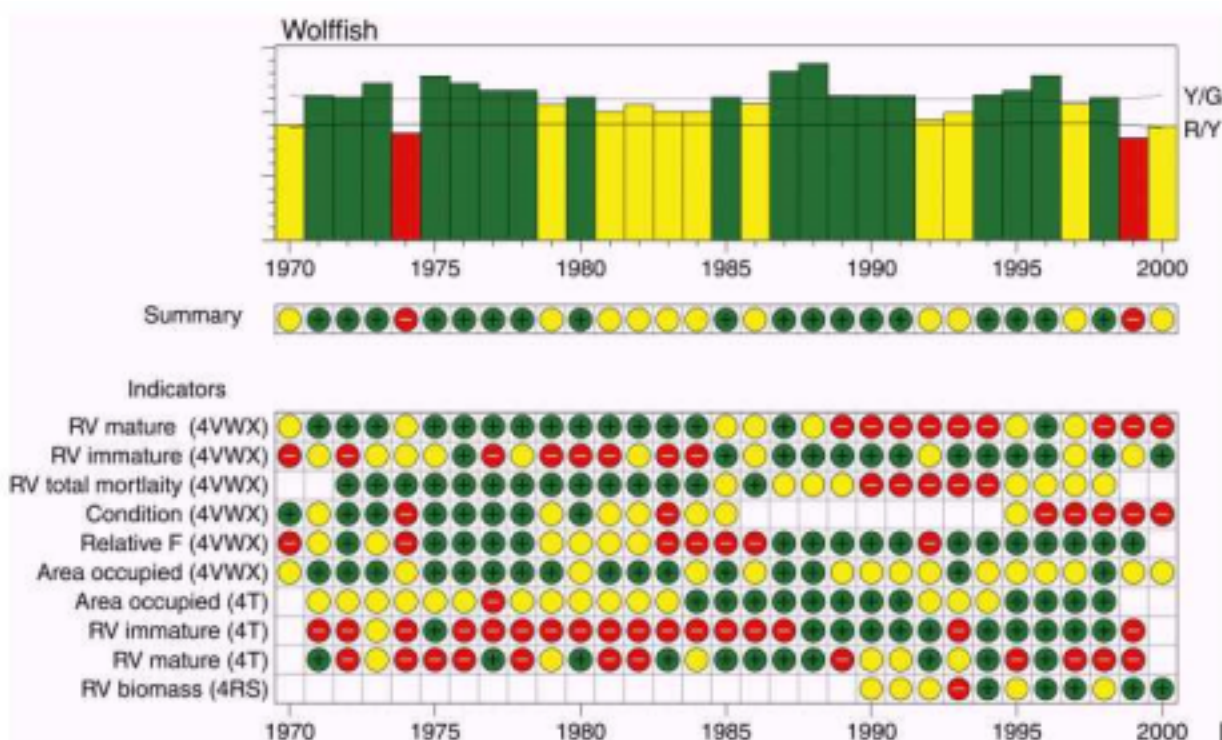 Wolffish
Y/G
R/Y
1970 1975 1980 1985 1990 1995 2000
Summary
Indicators
RV mature (4VWX)
RV immature (4VWX)
RV total mortlaity (4VWX)
Condition (4VWX)
Relative F (4VWX)
Area occupied (4VWX)
Area occupied (4T)
RV immature (4T)
RV mature (4T)
RV biomass (4RS)
1970 1975 1980 1985 1990 1995 2000